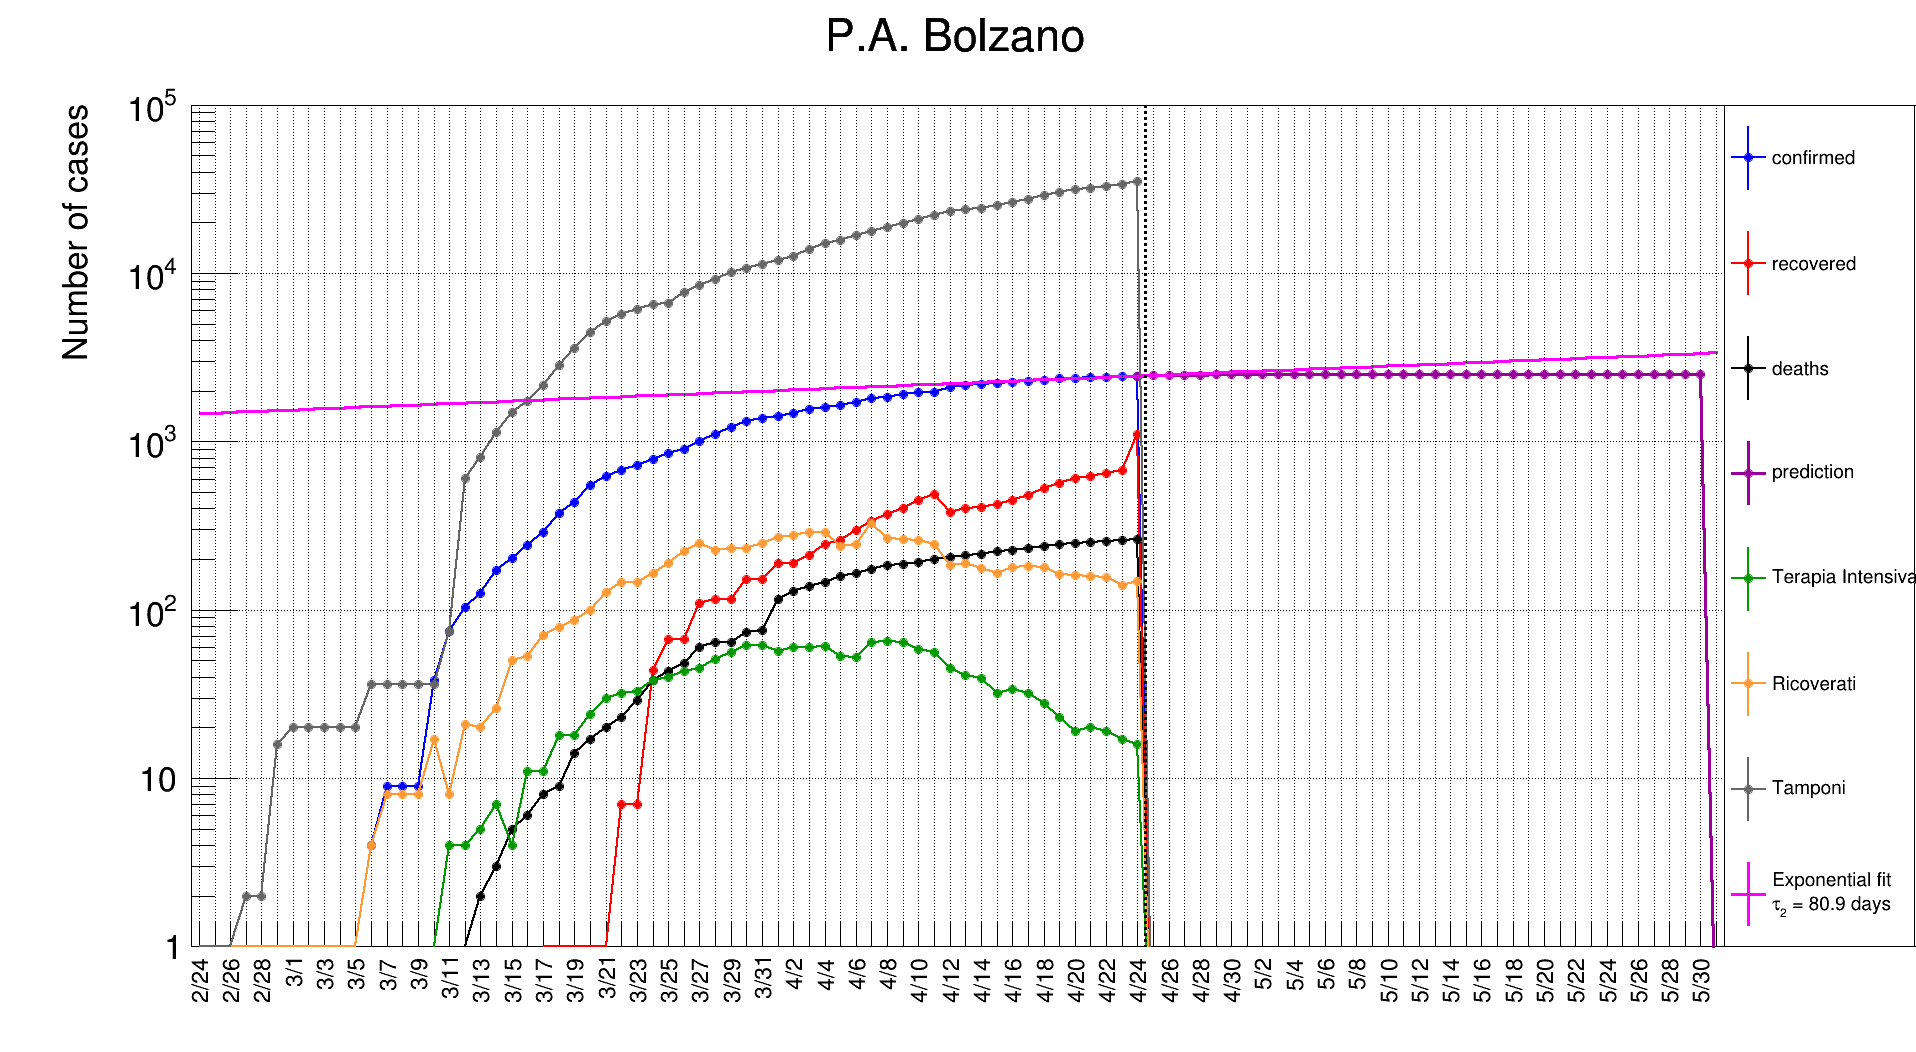 P.A. Bolzano
Number of cases
10^5
10^4
10^3
10^2
10
1
2/24 2/26 2/28 3/1 3/3 3/5 3/7 3/9 3/11 3/13 3/15 3/17 3/19 3/21 3/23 3/25 3/27 3/29 3/31 4/2 4/4 4/6 4/8 4/10 4/12 4/14 4/16 4/18 4/20 4/22 4/24 4/26 4/28 4/30 5/2 5/4 5/6 5/8 5/10 5/12 5/14 5/16 5/18 5/20 5/22 5/24 5/26 5/28 5/30
confirmed
recovered
deaths
prediction
Terapia Intensiva
Ricoverati
Tamponi
Exponential fit
τ_2 = 80.9 days